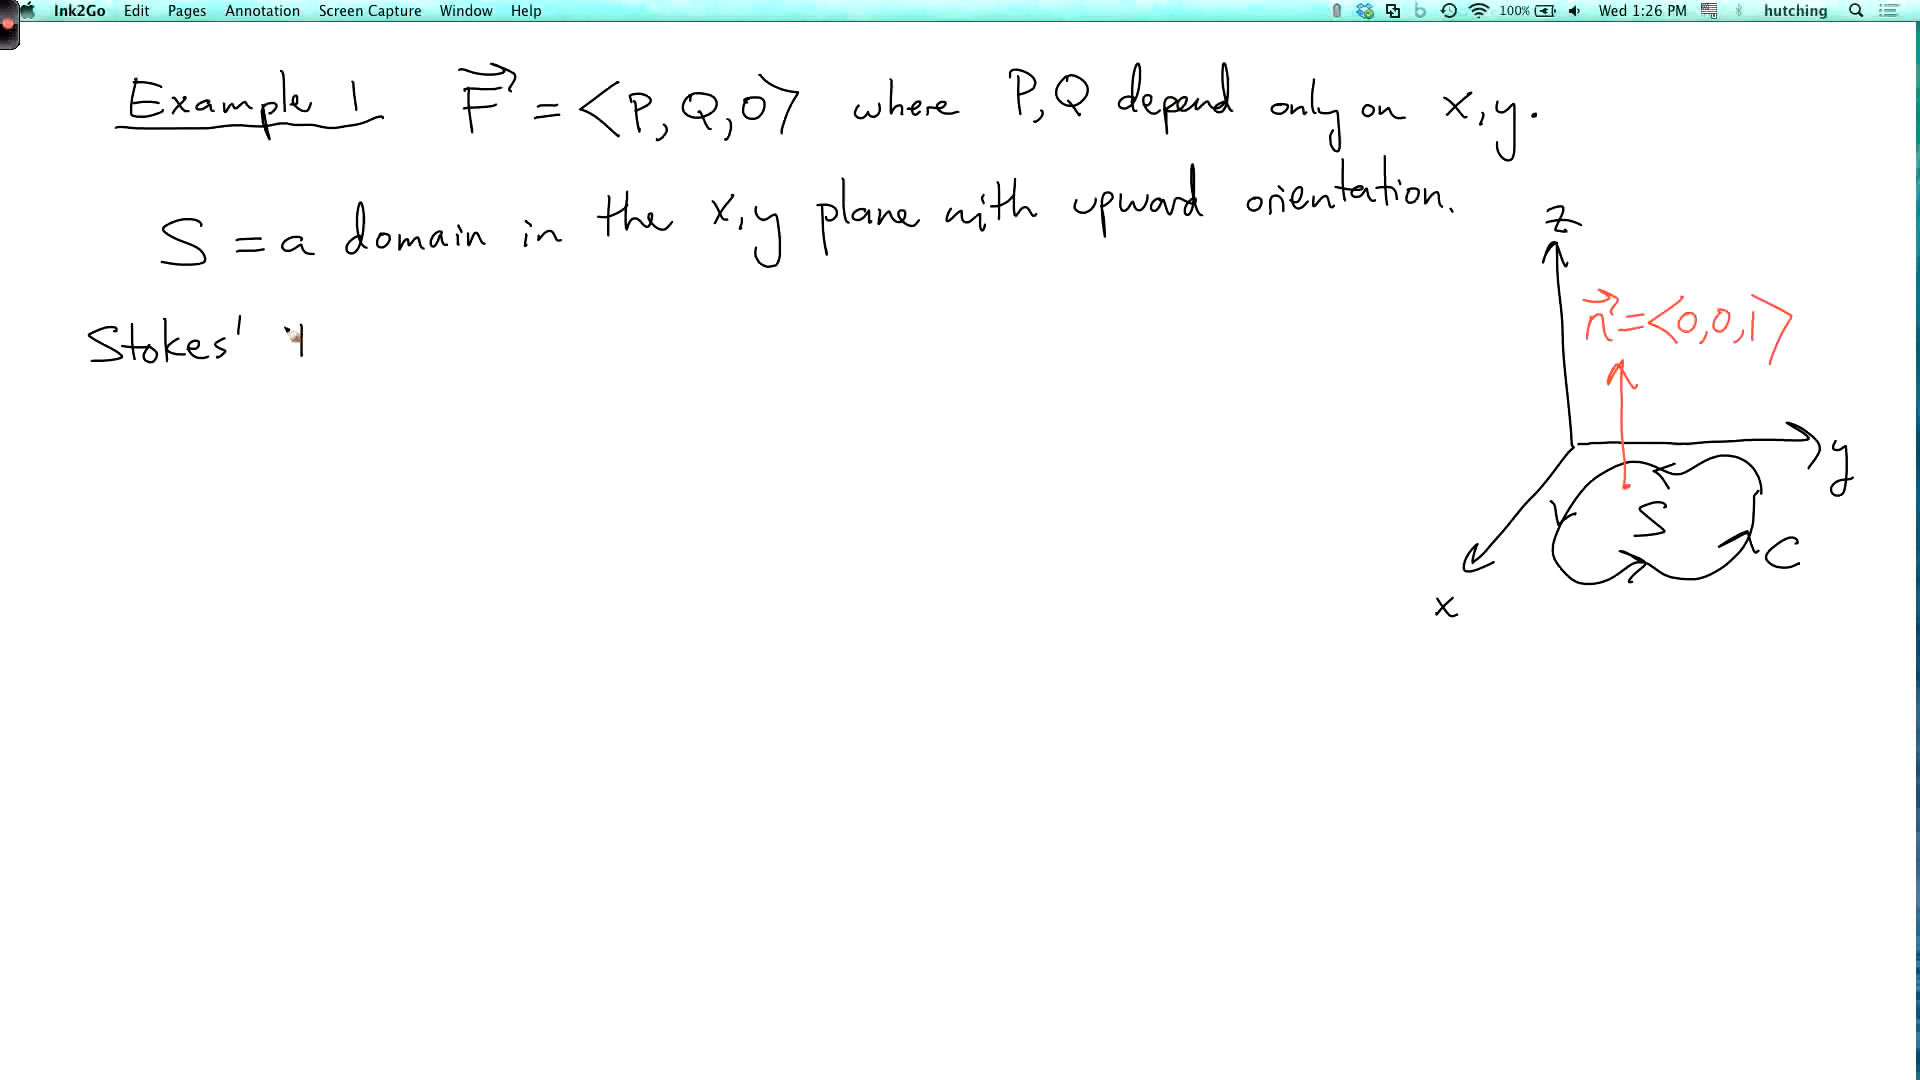 Ink2Go Edit Pages Annotation Screen Capture Window Help 100% Wed 1:26 PM hutching
Example 1 F⃗ = <P, Q, 0> where P, Q depend only on x, y.
S = a domain in the x, y plane with upward orientation.
z
n⃗ = <0, 0, 1>
Stokes'
y
S
C
x